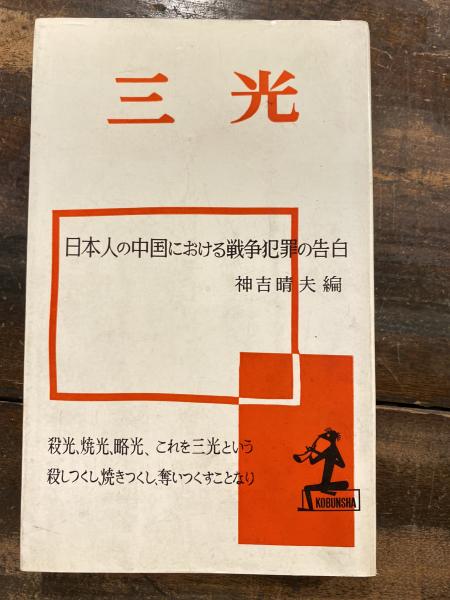 三光
日本人の中国における戦争犯罪の告白
神吉晴夫編
殺光、焼光、略光、これを三光という
殺しつくし、焼きつくし、奪いつくすことなり
KOBUNSHA